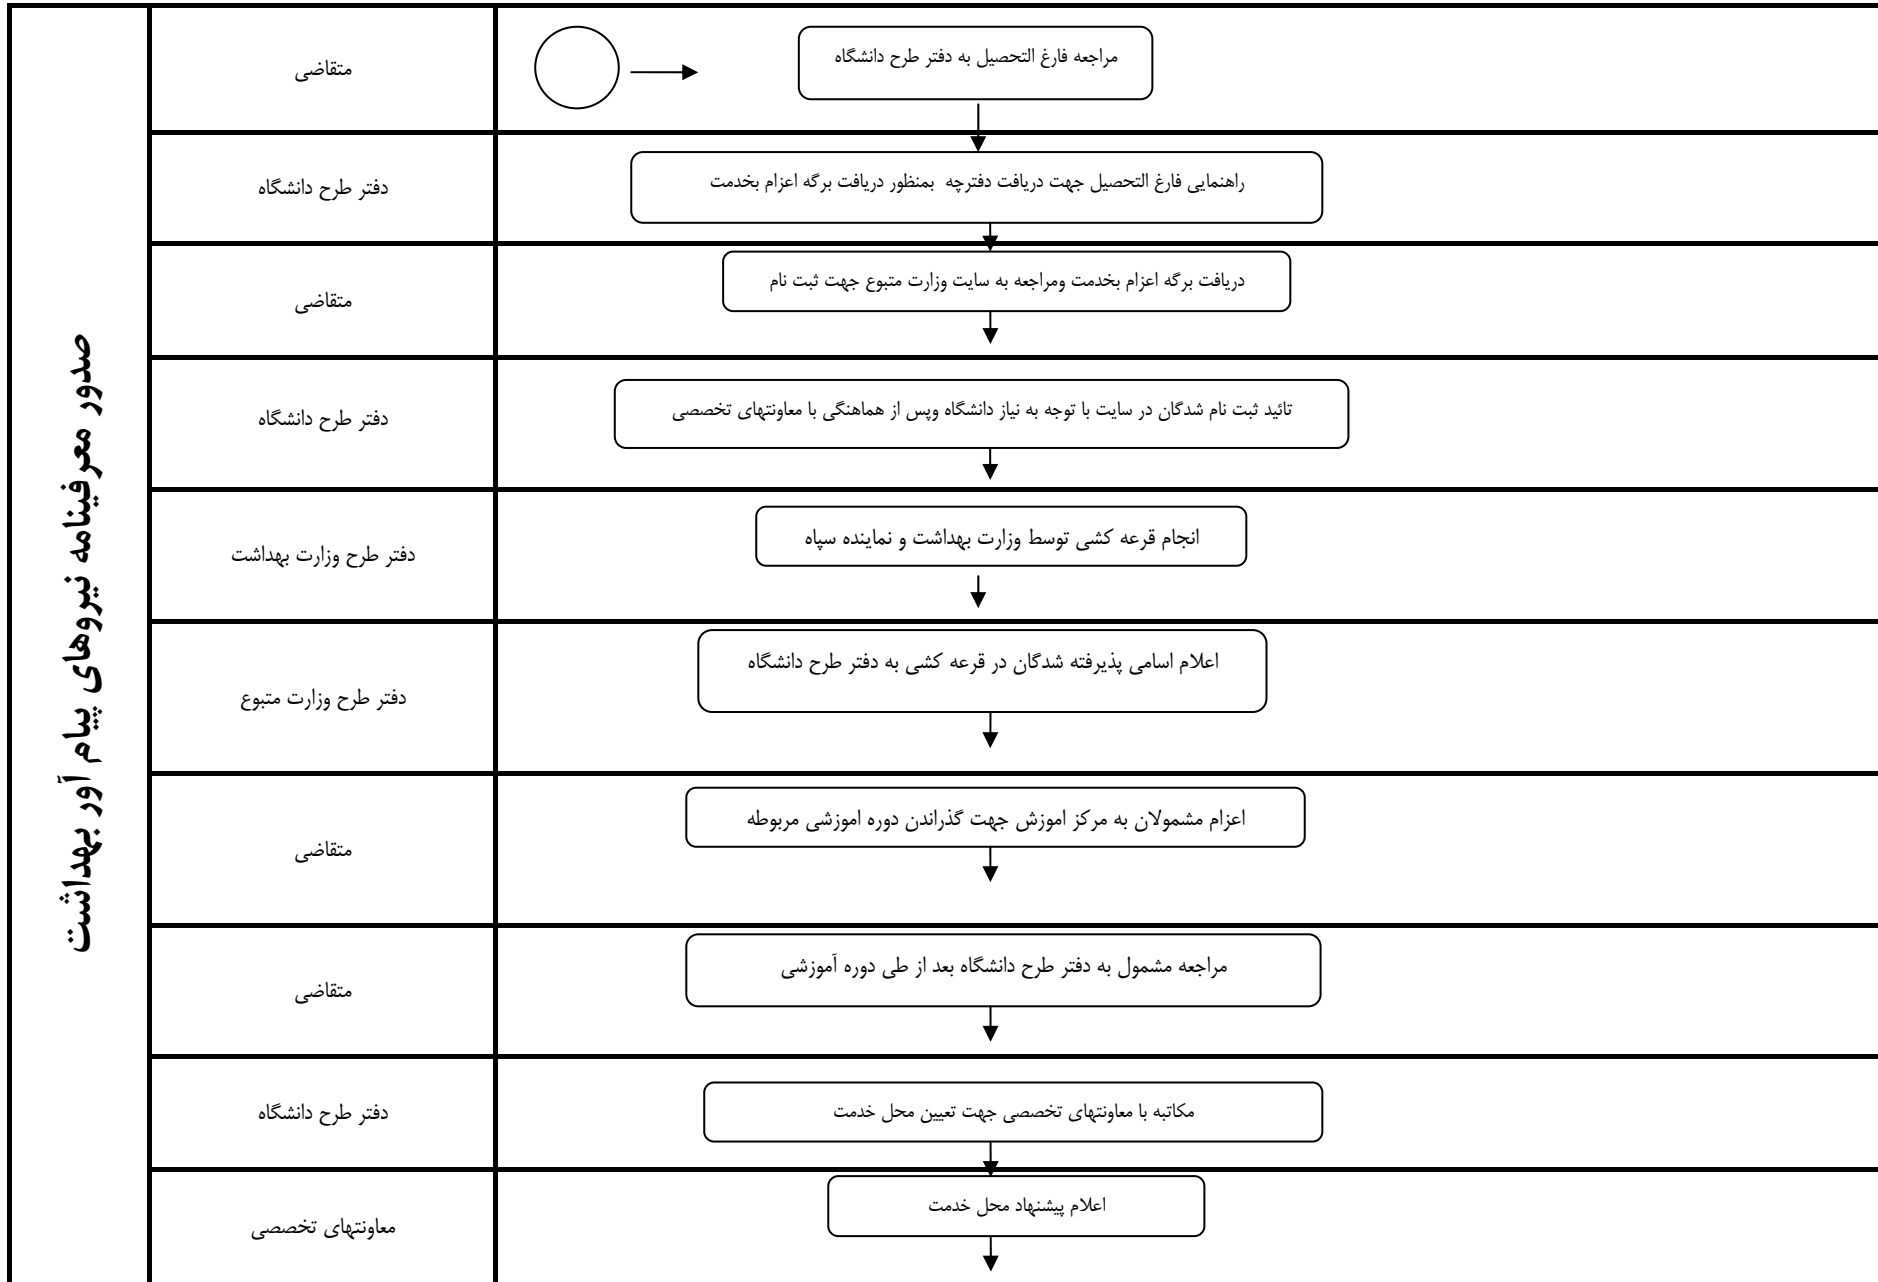 صدور معرفینامه نیروهای پیام آور بهداشت
متقاضی
مراجعه فارغ التحصیل به دفتر طرح دانشگاه
دفتر طرح دانشگاه
راهنمایی فارغ التحصیل جهت دریافت دفترچه بمنظور دریافت برگه اعزام بخدمت
متقاضی
دریافت برگه اعزام بخدمت ومراجعه به سایت وزارت متبوع جهت ثبت نام
دفتر طرح دانشگاه
تائید ثبت نام شدگان در سایت با توجه به نیاز دانشگاه وپس از هماهنگی با معاونتهای تخصصی
دفتر طرح وزارت بهداشت
انجام قرعه کشی توسط وزارت بهداشت و نماینده سپاه
دفتر طرح وزارت متبوع
اعلام اسامی پذیرفته شدگان در قرعه کشی به دفتر طرح دانشگاه
متقاضی
اعزام مشمولان به مرکز اموزش جهت گذراندن دوره اموزشی مربوطه
متقاضی
مراجعه مشمول به دفتر طرح دانشگاه بعد از طی دوره آموزشی
دفتر طرح دانشگاه
مکاتبه با معاونتهای تخصصی جهت تعیین محل خدمت
معاونتهای تخصصی
اعلام پیشنهاد محل خدمت